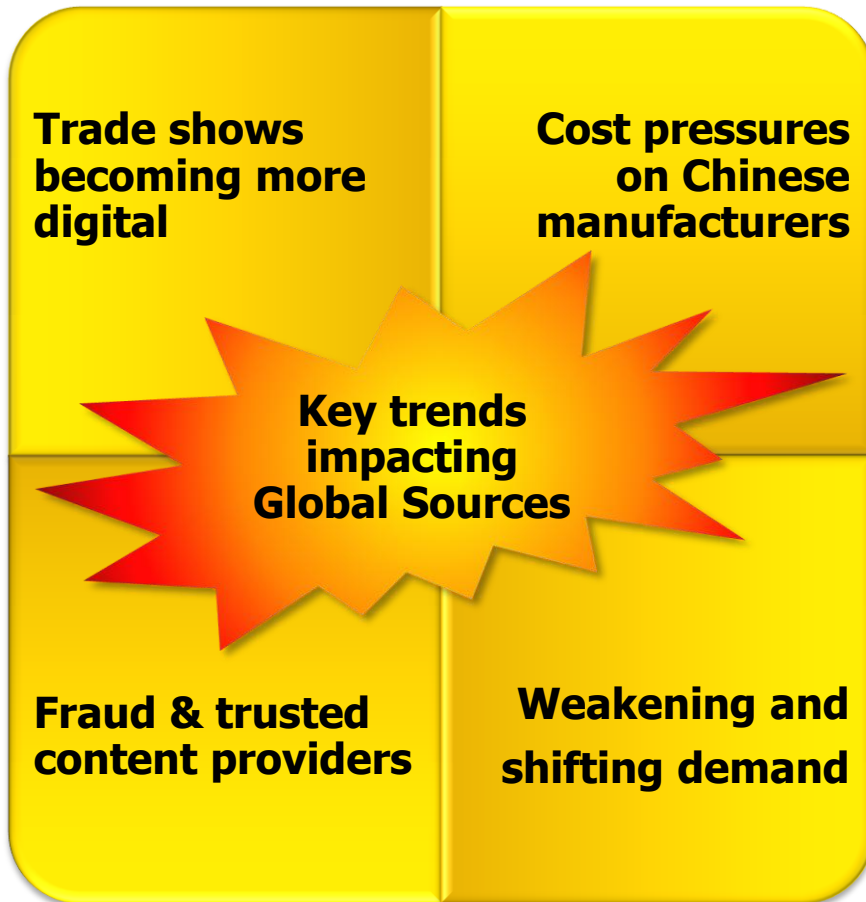 Trade shows
becoming more
digital
Cost pressures
on Chinese
manufacturers
Key trends
impacting
Global Sources
Fraud & trusted
content providers
Weakening and
shifting demand